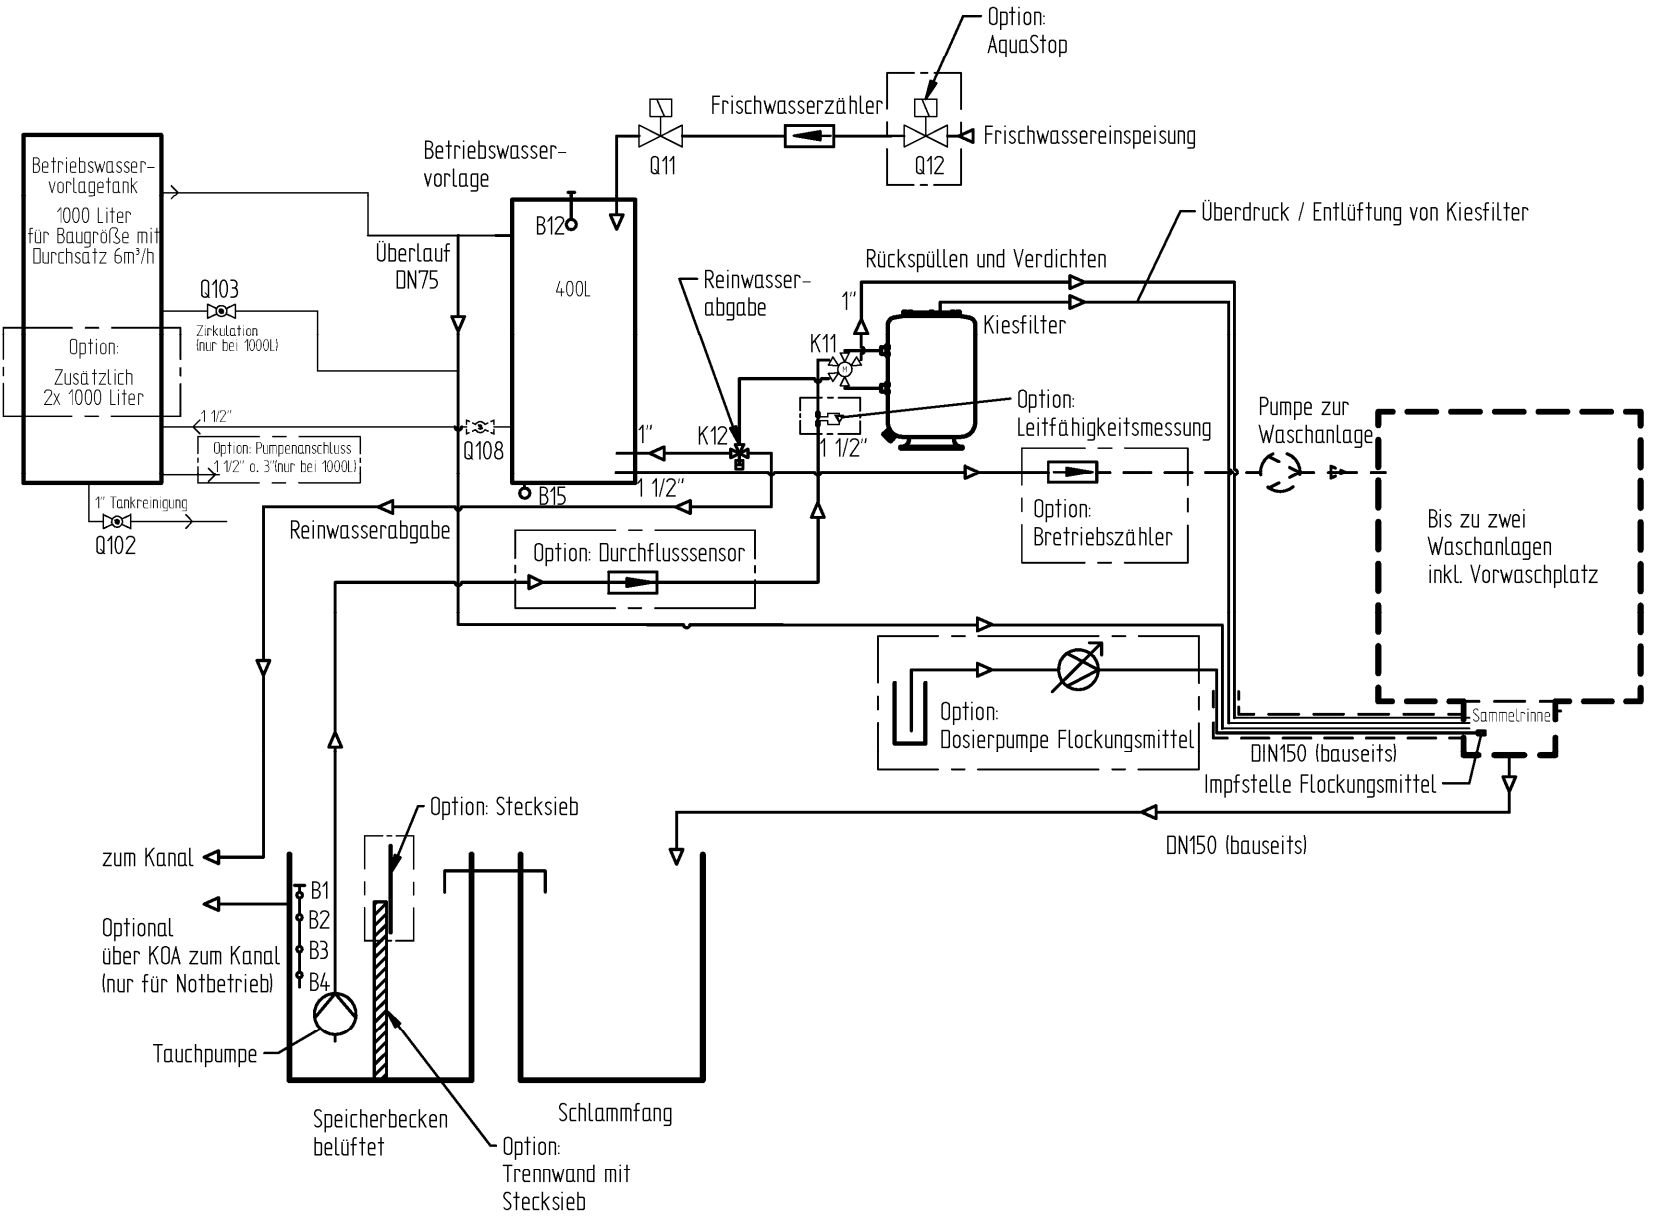 Option:
AquaStop
Frischwasserzähler
Frischwassereinspeisung
Q11
Q12
Betriebswasser-
vorlage
Betriebswasser-
vorlagetank
1000 Liter
für Baugröße mit
Durchsatz 6m³/h
B12
Überlauf
DN75
400L
Überdruck / Entlüftung von Kiesfilter
Rückspüllen und Verdichten
Reinwasser-
abgabe
1"
Kiesfilter
K11
M
Q103
Zirkulation
(nur bei 1000L)
Option:
Zusätzlich
2x 1000 Liter
1 1/2"
Option: Pumpenanschluss
1 1/2" o. 3"(nur bei 1000L)
Q108
1"
K12
1 1/2"
Option:
Leitfähigkeitsmessung
Pumpe zur
Waschanlage
1 1/2"
B15
1" Tankreinigung
Q102
Reinwasserabgabe
Option: Durchflusssensor
Option:
Bretriebszähler
Bis zu zwei
Waschanlagen
inkl. Vorwaschplatz
Option:
Dosierpumpe Flockungsmittel
Sammelrinne
DIN150 (bauseits)
Impfstelle Flockungsmittel
DN150 (bauseits)
Option: Stecksieb
zum Kanal
Optional
über KOA zum Kanal
(nur für Notbetrieb)
B1
B2
B3
B4
Tauchpumpe
Speicherbecken
belüftet
Schlammfang
Option:
Trennwand mit
Stecksieb